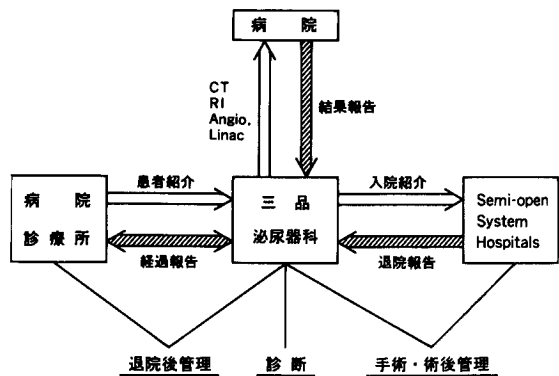 病院
CT
RI
Angio,
Linac
結果報告
患者紹介
入院紹介
病院
診療所
三品
泌尿器科
Semi-open
System
Hospitals
経過報告
退院報告
退院後管理
診断
手術・術後管理